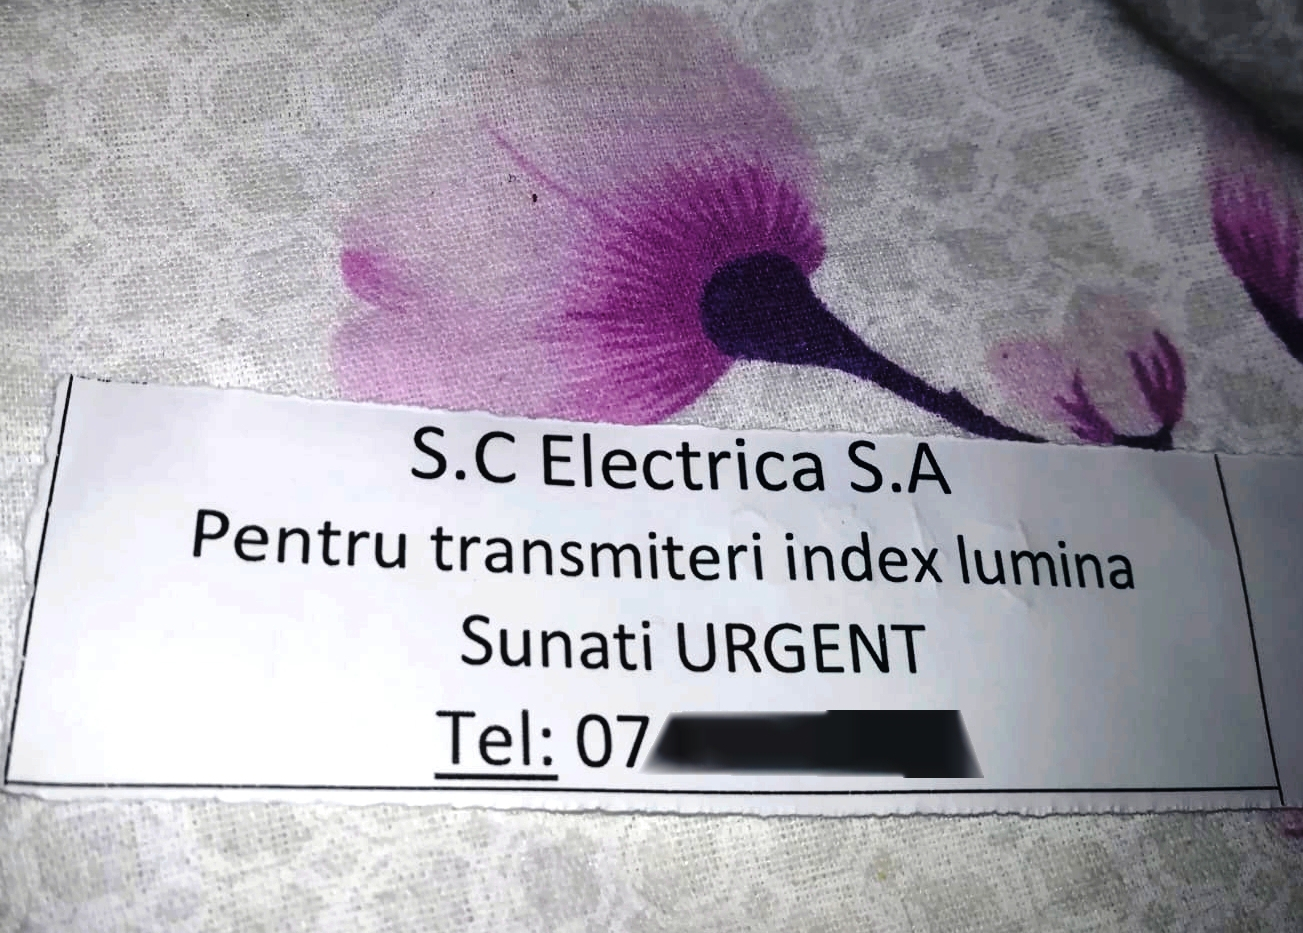 S.C Electrica S.A
Pentru transmiteri index lumina
Sunati URGENT
Tel: 07